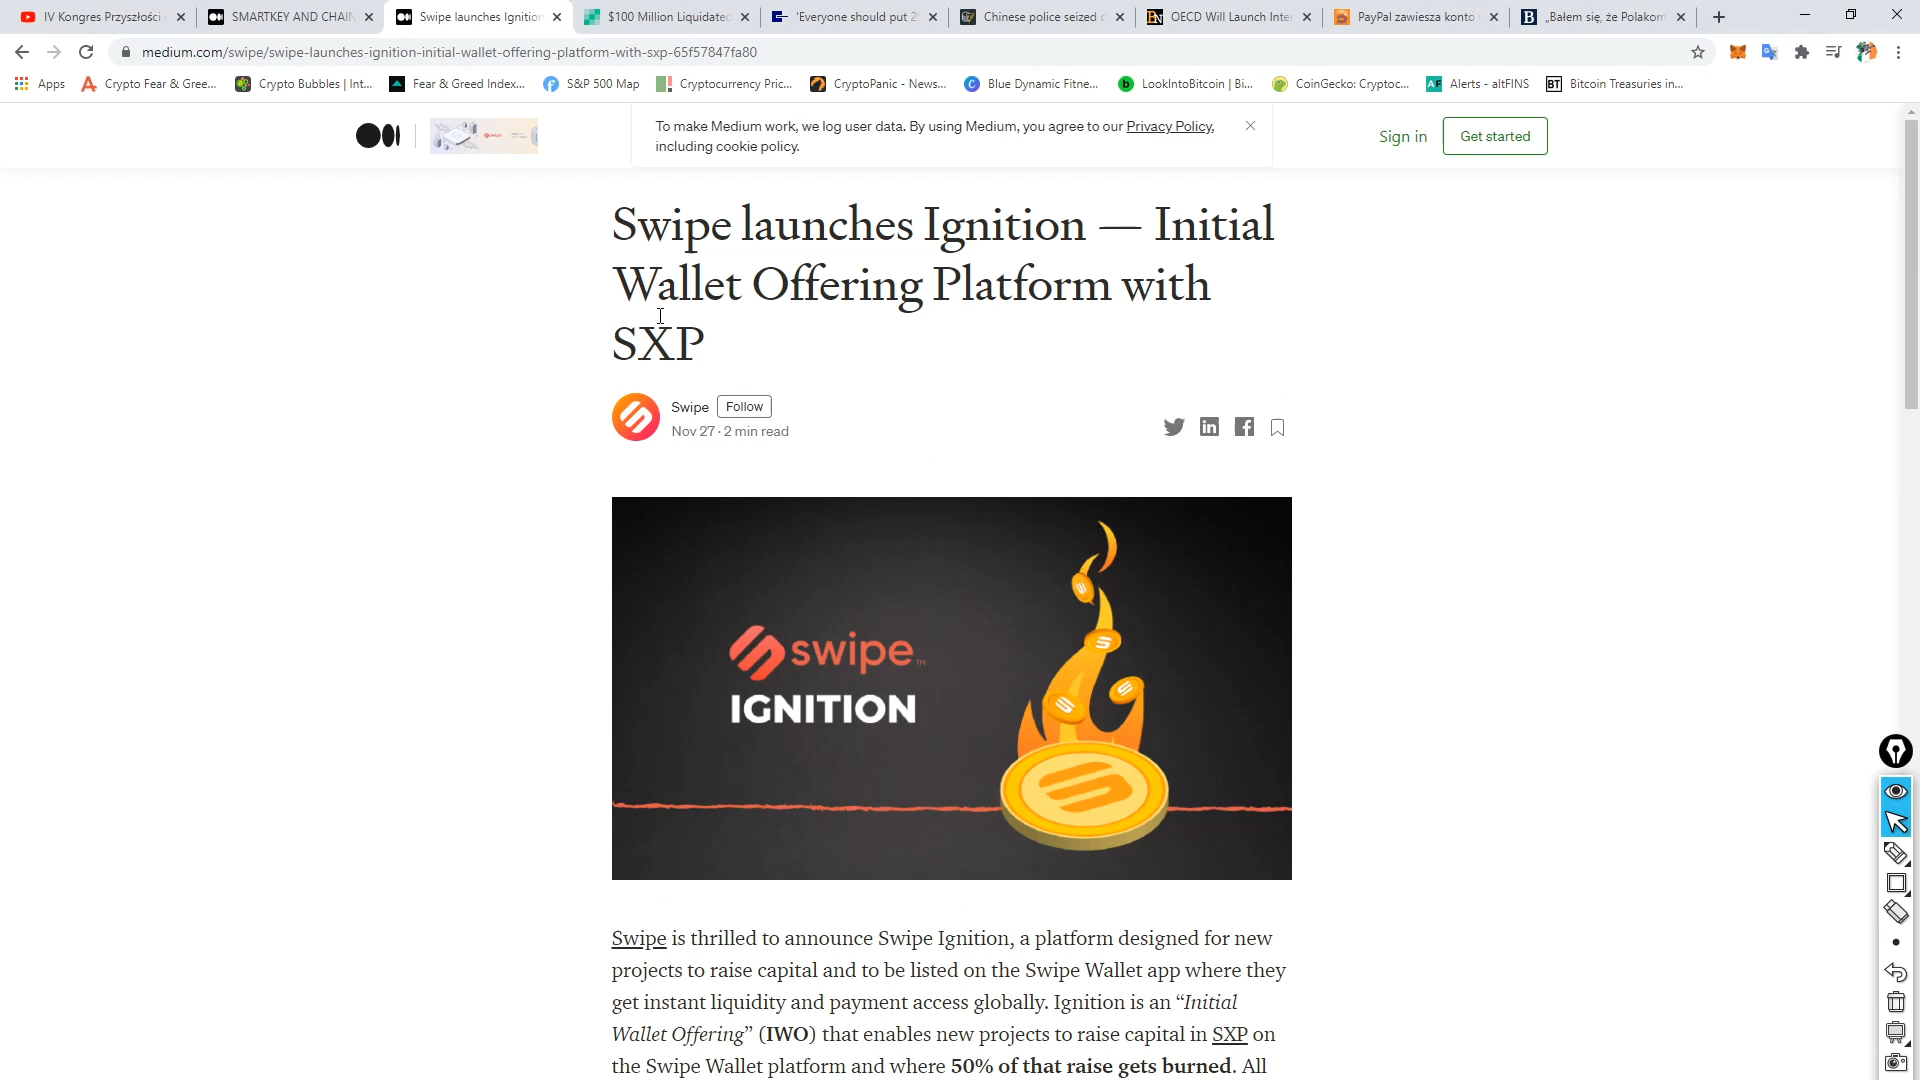 IV Kongres Przyszłości
SMARTKEY AND CHAIN
Swipe launches Ignition
$100 Million Liquidated
'Everyone should put 2
Chinese police seized c
OECD Will Launch Inte
PayPal zawiesza konto
„Bałem się, że Polakom
medium.com/swipe/swipe-launches-ignition-initial-wallet-offering-platform-with-sxp-65f57847fa80
Apps
Crypto Fear & Gree...
Crypto Bubbles | Int...
Fear & Greed Index...
S&P 500 Map
Cryptocurrency Pric...
CryptoPanic - News...
Blue Dynamic Fitne...
LookIntoBitcoin | Bi...
CoinGecko: Cryptoc...
Alerts - altFINS
Bitcoin Treasuries in...
To make Medium work, we log user data. By using Medium, you agree to our Privacy Policy,
including cookie policy.
Sign in
Get started
Swipe launches Ignition — Initial
Wallet Offering Platform with
SXP
Swipe Follow
Nov 27 · 2 min read
swipe™
IGNITION
Swipe is thrilled to announce Swipe Ignition, a platform designed for new
projects to raise capital and to be listed on the Swipe Wallet app where they
get instant liquidity and payment access globally. Ignition is an “Initial
Wallet Offering” (IWO) that enables new projects to raise capital in SXP on
the Swipe Wallet platform and where 50% of that raise gets burned. All